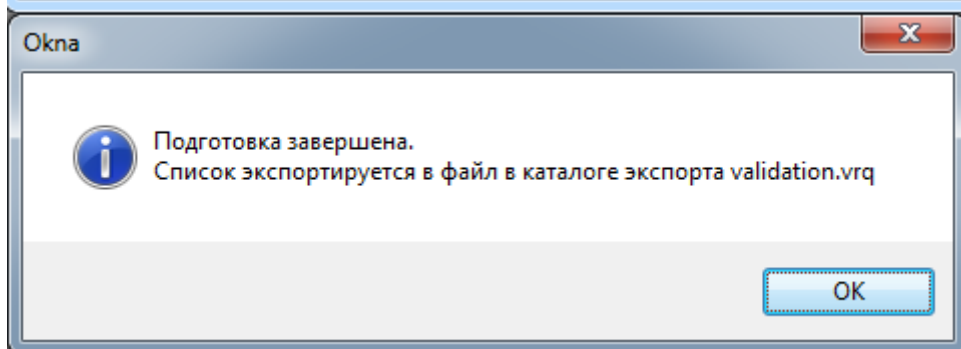 Okna
Подготовка завершена.
Список экспортируется в файл в каталоге экспорта validation.vrq
OK